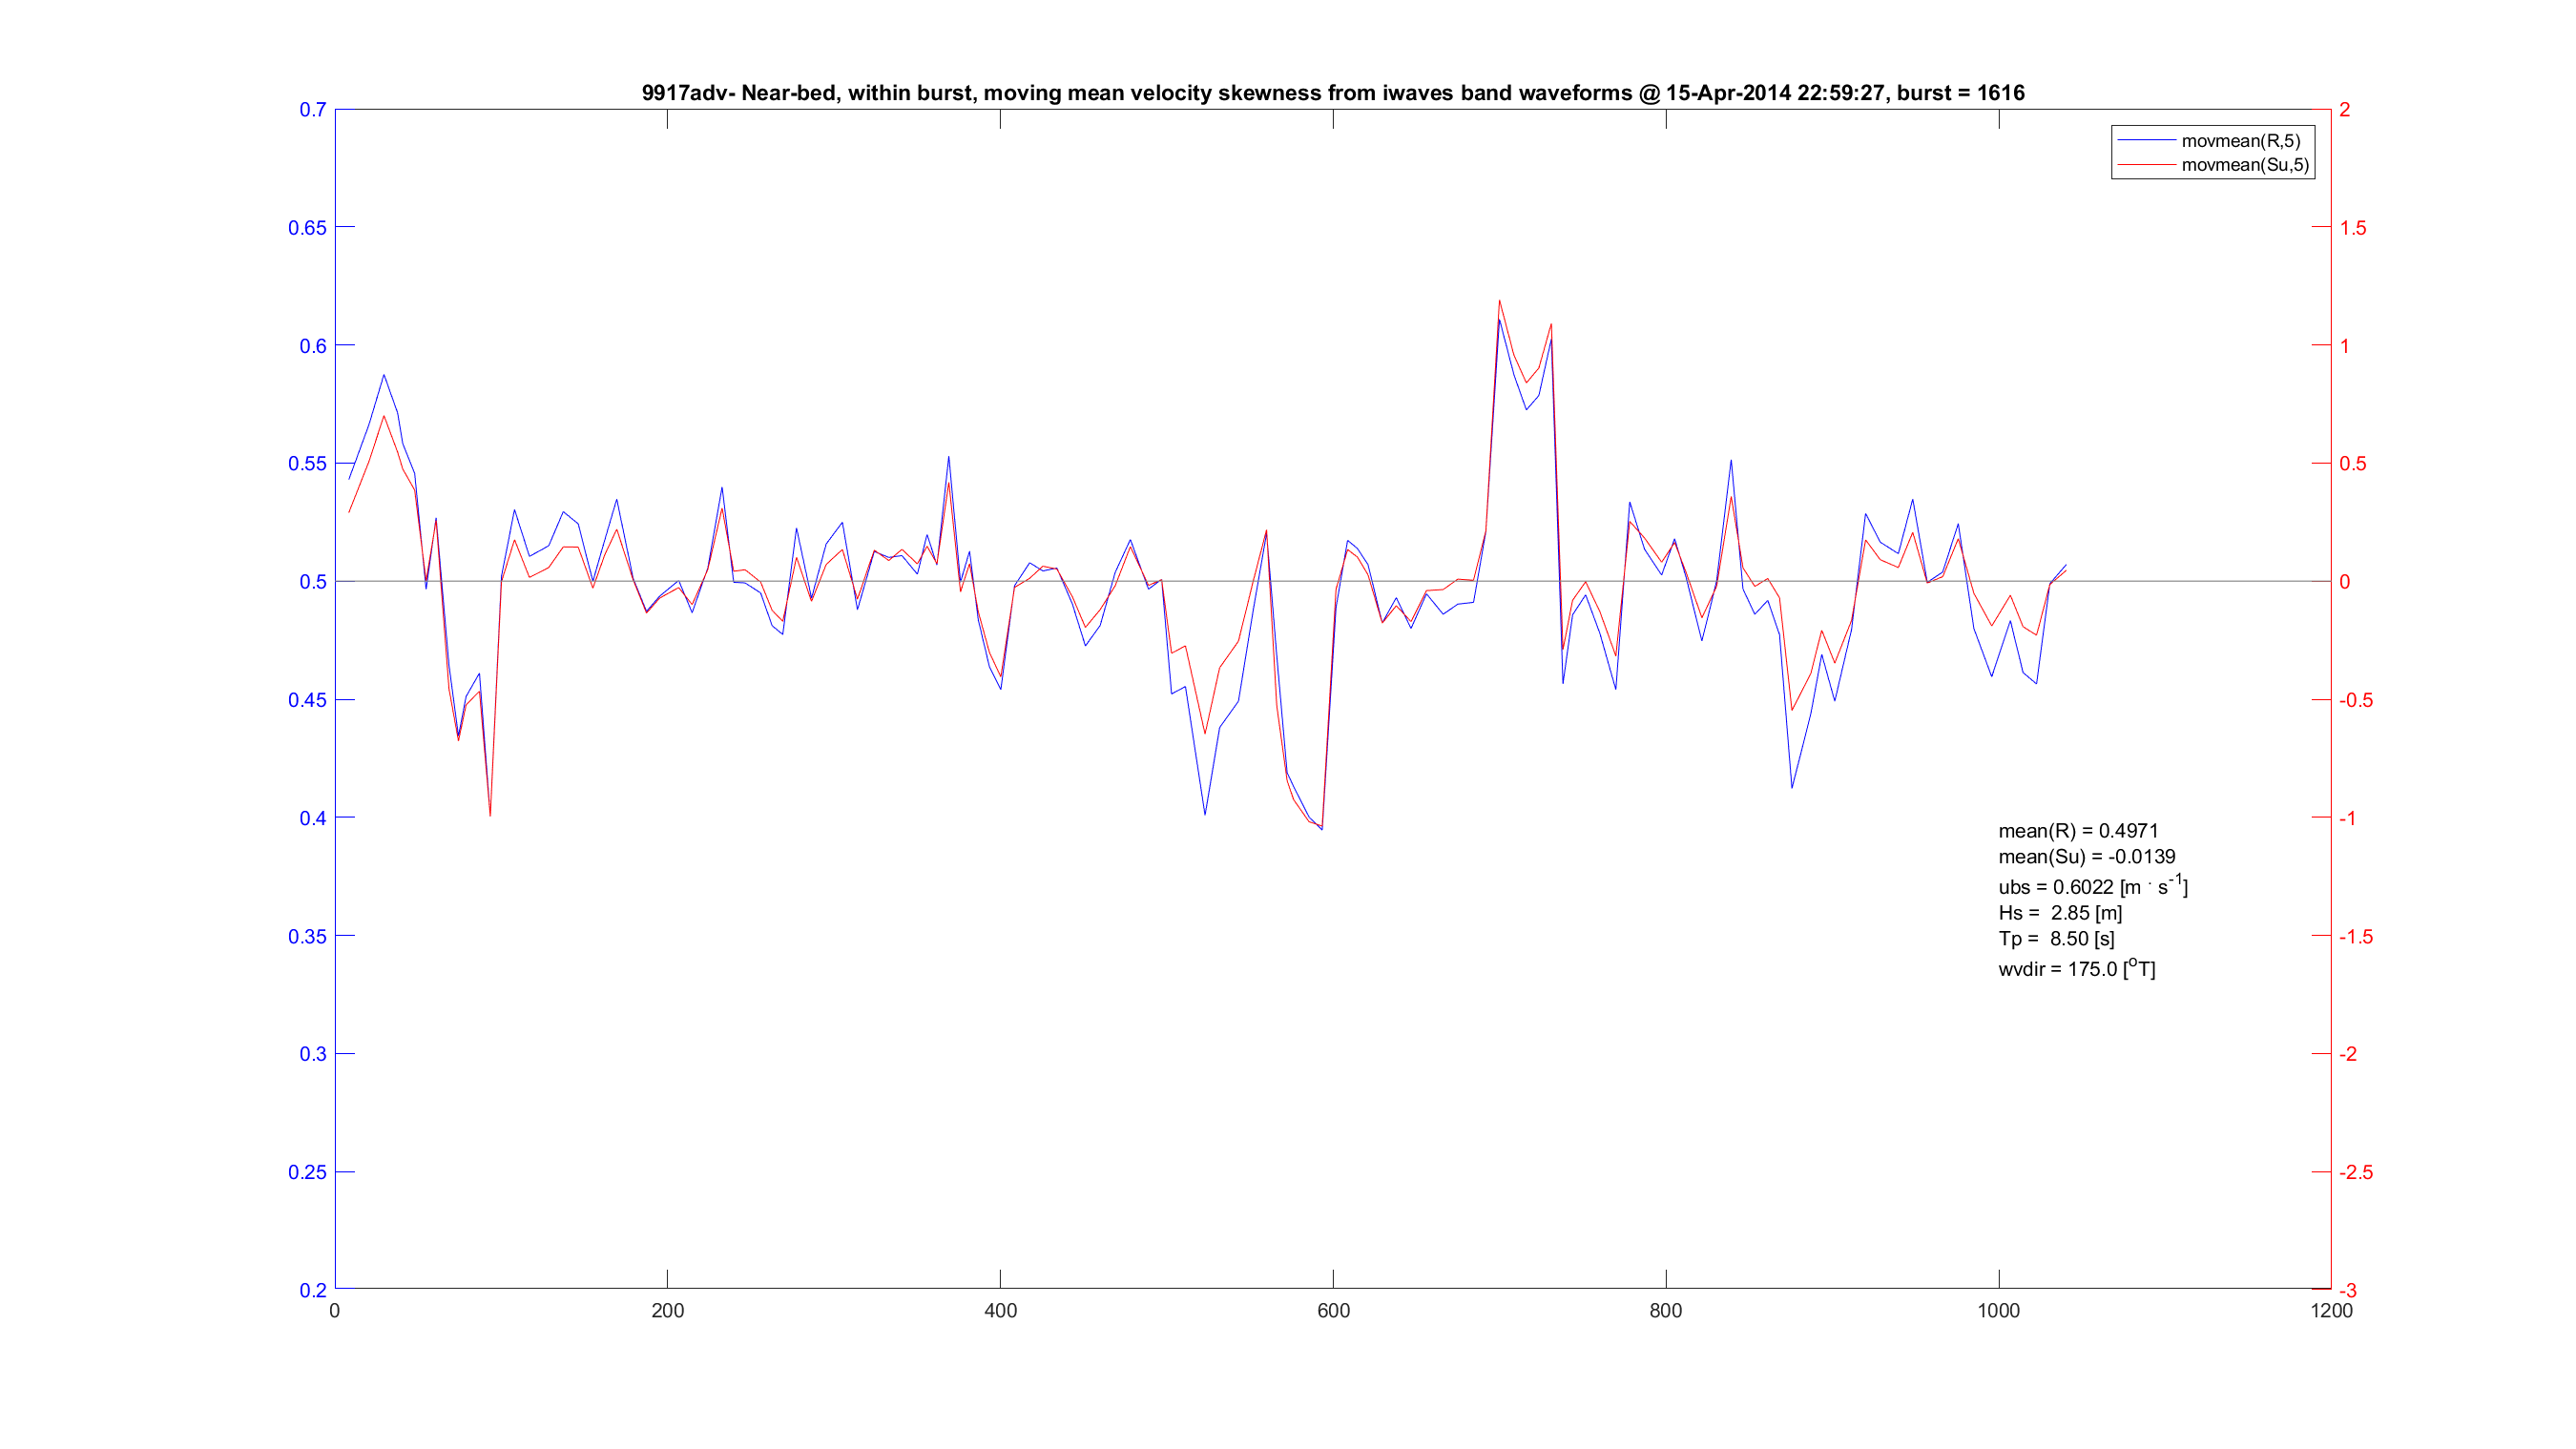 9917adv- Near-bed, within burst, moving mean velocity skewness from iwaves band waveforms @ 15-Apr-2014 22:59:27, burst = 1616
0.7
0.65
0.6
0.55
0.5
0.45
0.4
0.35
0.3
0.25
0.2
2
1.5
1
0.5
0
-0.5
-1
-1.5
-2
-2.5
-3
movmean(R,5)
movmean(Su,5)
mean(R) = 0.4971
mean(Su) = -0.0139
ubs = 0.6022 [m · s⁻¹]
Hs = 2.85 [m]
Tp = 8.50 [s]
wvdir = 175.0 [°T]
0 200 400 600 800 1000 1200